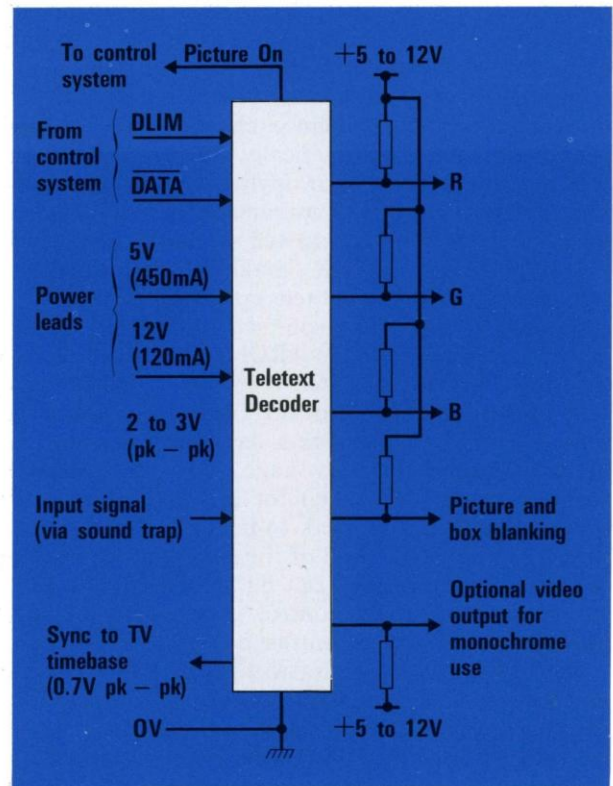 To control
system
Picture On
+5 to 12V
From
control
system
DLIM
DATA
R
Power
leads
5V
(450mA)
G
12V
(120mA)
Teletext
Decoder
B
2 to 3V
(pk – pk)
Input signal
(via sound trap)
Picture and
box blanking
Optional video
output for
monochrome
use
Sync to TV
timebase
(0.7V pk – pk)
0V
+5 to 12V